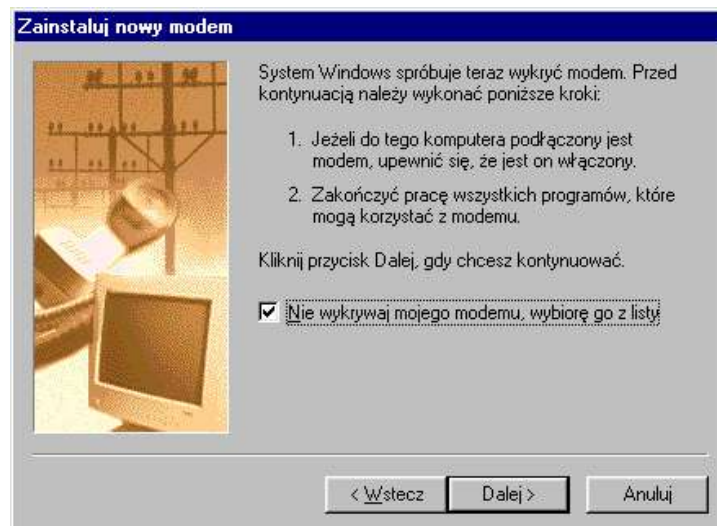 Zainstaluj nowy modem
System Windows spróbuje teraz wykryć modem. Przed
kontynuacją należy wykonać poniższe kroki:
1. Jeżeli do tego komputera podłączony jest
modem, upewnić się, że jest on włączony.
2. Zakończyć pracę wszystkich programów, które
mogą korzystać z modemu.
Kliknij przycisk Dalej, gdy chcesz kontynuować.
Nie wykrywaj mojego modemu, wybiorę go z listy
< Wstecz
Dalej >
Anuluj